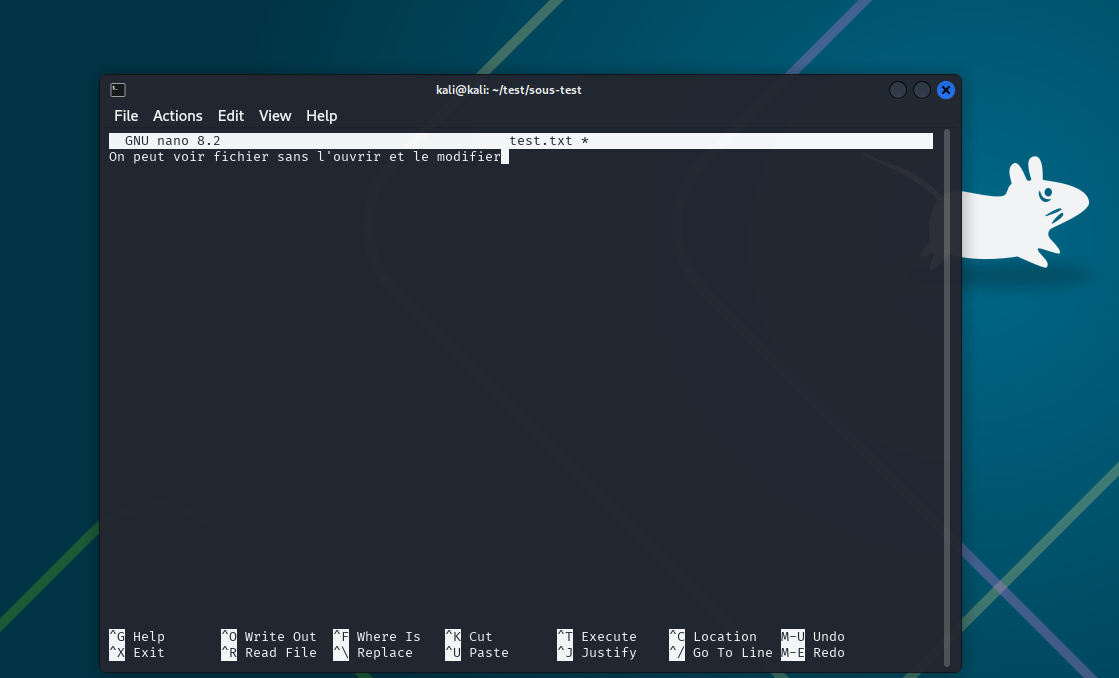 kali@kali: ~/test/sous-test
File Actions Edit View Help
GNU nano 8.2 test.txt *
On peut voir fichier sans l'ouvrir et le modifier
^G Help ^O Write Out ^F Where Is ^K Cut ^T Execute ^C Location M-U Undo
^X Exit ^R Read File ^\ Replace ^U Paste ^J Justify ^/ Go To Line M-E Redo